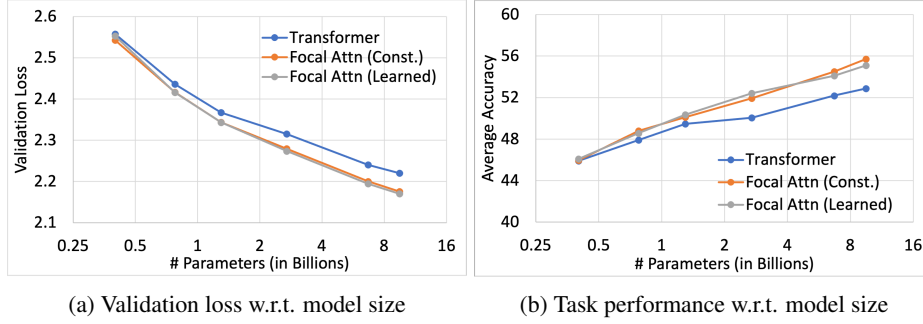 2.6
2.5
2.4
2.3
2.2
2.1
Validation Loss
Transformer
Focal Attn (Const.)
Focal Attn (Learned)
0.25 0.5 1 2 4 8 16
# Parameters (in Billions)
(a) Validation loss w.r.t. model size
60
56
52
48
44
40
Average Accuracy
Transformer
Focal Attn (Const.)
Focal Attn (Learned)
0.25 0.5 1 2 4 8 16
# Parameters (in Billions)
(b) Task performance w.r.t. model size